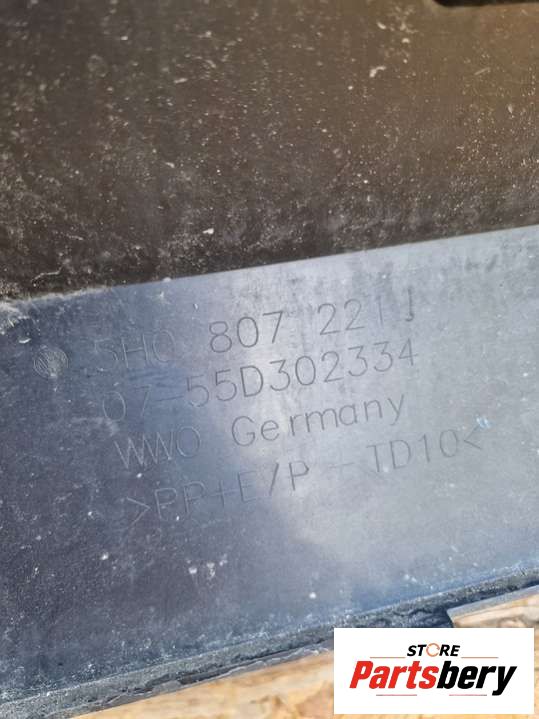 5H0 807 221 J
07-55D302334
WWO Germany
>PP+E/P - TD10<
STORE
Partsbery